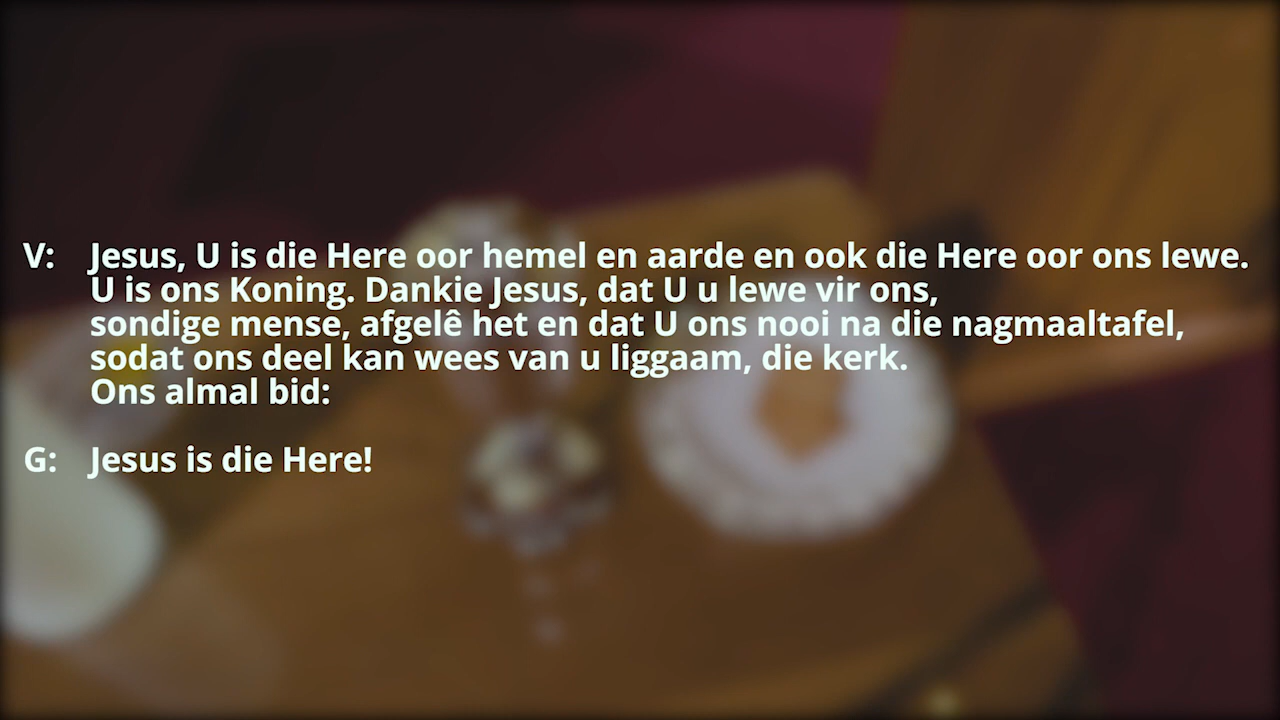 V: Jesus, U is die Here oor hemel en aarde en ook die Here oor ons lewe.
U is ons Koning. Dankie Jesus, dat U u lewe vir ons,
sondige mense, afgelê het en dat U ons nooi na die nagmaaltafel,
sodat ons deel kan wees van u liggaam, die kerk.
Ons almal bid:
G: Jesus is die Here!